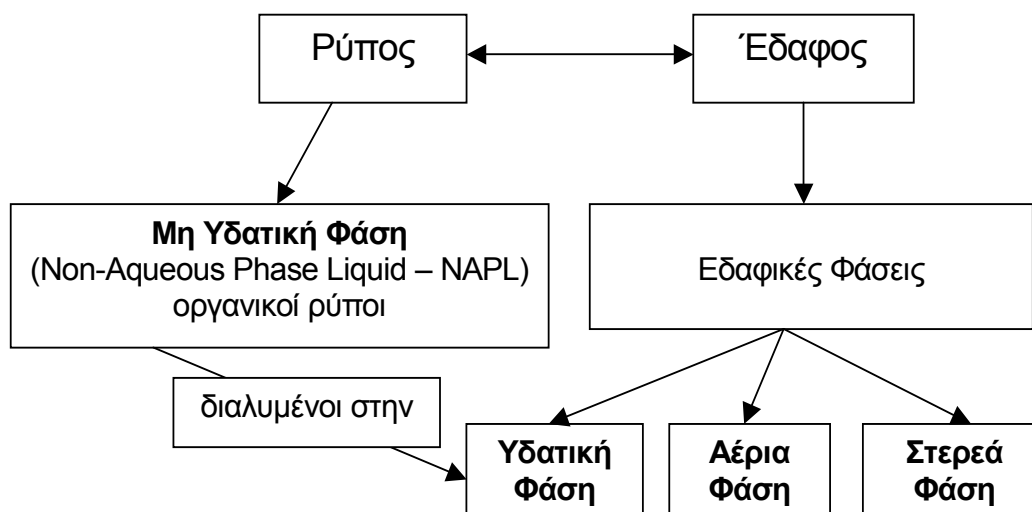 Ρύπος
Έδαφος
Μη Υδατική Φάση
(Non-Aqueous Phase Liquid – NAPL)
οργανικοί ρύποι
Εδαφικές Φάσεις
διαλυμένοι στην
Υδατική
Φάση
Αέρια
Φάση
Στερεά
Φάση